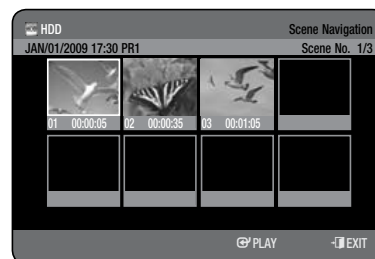 HDD Scene Navigation
JAN/01/2009 17:30 PR1 Scene No. 1/3
01 00:00:05 02 00:00:35 03 00:01:05
PLAY EXIT